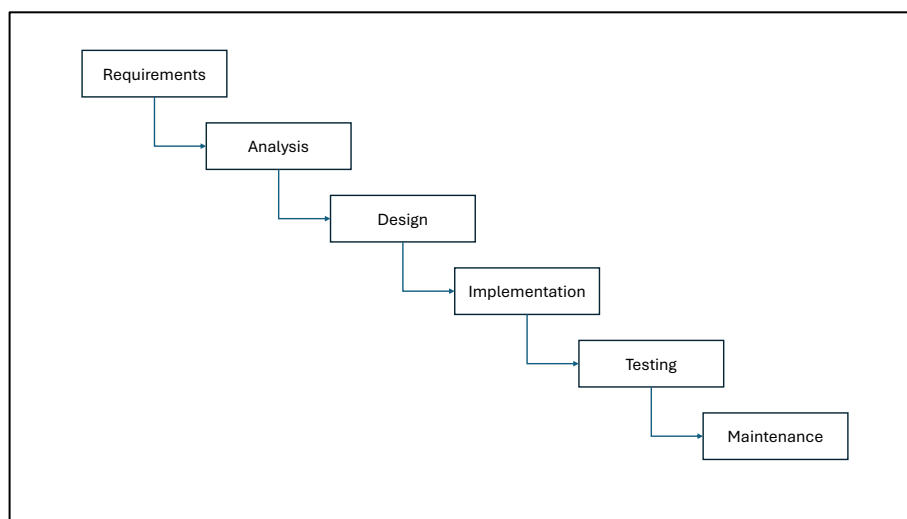 Requirements
Analysis
Design
Implementation
Testing
Maintenance